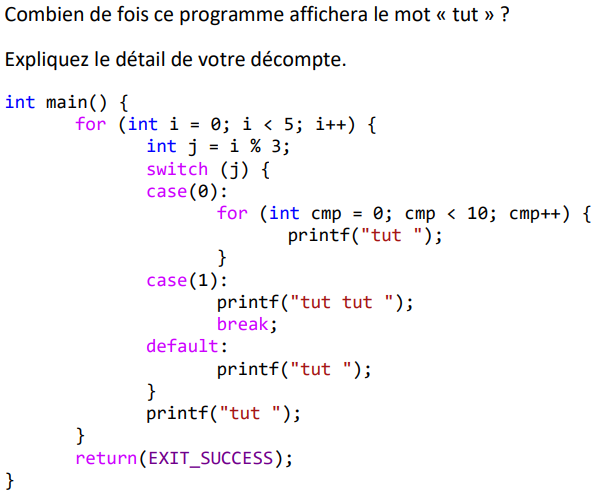 Combien de fois ce programme affichera le mot « tut » ?
Expliquez le détail de votre décompte.
int main() {
for (int i = 0; i < 5; i++) {
int j = i % 3;
switch (j) {
case(0):
for (int cmp = 0; cmp < 10; cmp++) {
printf("tut ");
}
case(1):
printf("tut tut ");
break;
default:
printf("tut ");
}
printf("tut ");
}
return(EXIT_SUCCESS);
}